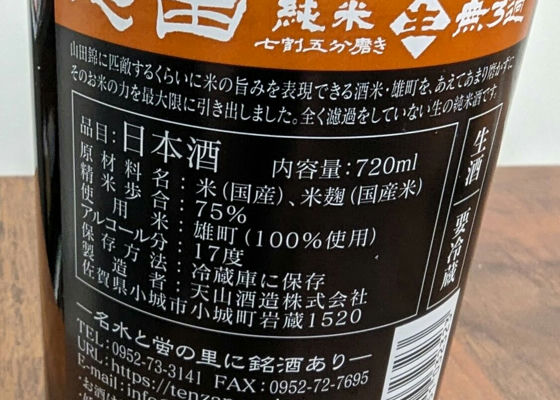 純米 生 無ろ過
七割五分磨き
山田錦に匹敵するくらいに米の旨みを表現できる酒米・雄町を、あえてあまり磨かずに
そのお米の力を最大限に引き出しました。全く濾過をしていない生の純米酒です。
品目:日本酒 内容量:720ml
原材料名:米(国産)、米麹(国産米)
精米歩合:75%
使用米:雄町(100%使用)
アルコール分:17度
保存方法:冷蔵庫に保存
製造者:天山酒造株式会社
佐賀県小城市小城町岩蔵1520
生酒
要冷蔵
―名水と蛍の里に銘酒あり―
TEL:0952-73-3141 FAX:0952-72-7695
URL:https://tenzan
E-mail:info